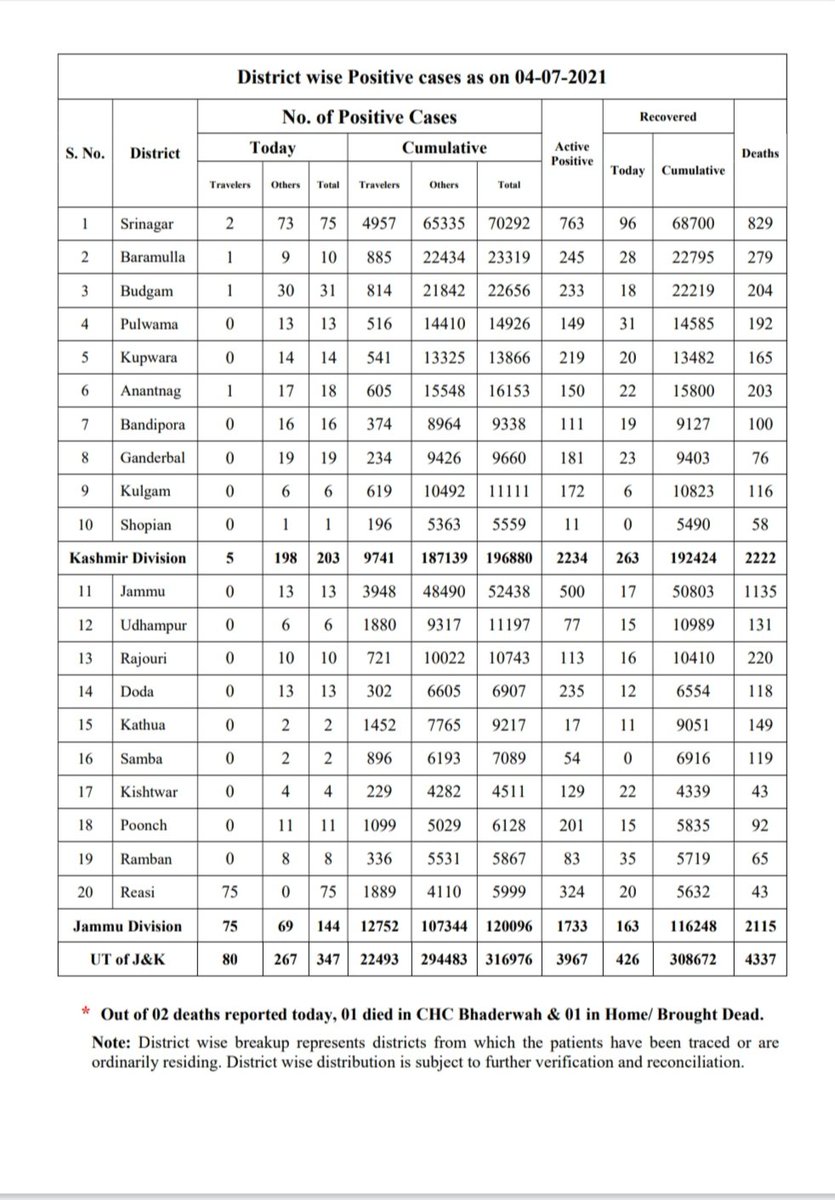 District wise Positive cases as on 04-07-2021
S. No. District No. of Positive Cases Active Positive Recovered Deaths
Today Cumulative Today Cumulative
Travelers Others Total Travelers Others Total
1 Srinagar 2 73 75 4957 65335 70292 763 96 68700 829
2 Baramulla 1 9 10 885 22434 23319 245 28 22795 279
3 Budgam 1 30 31 814 21842 22656 233 18 22219 204
4 Pulwama 0 13 13 516 14410 14926 149 31 14585 192
5 Kupwara 0 14 14 541 13325 13866 219 20 13482 165
6 Anantnag 1 17 18 605 15548 16153 150 22 15800 203
7 Bandipora 0 16 16 374 8964 9338 111 19 9127 100
8 Ganderbal 0 19 19 234 9426 9660 181 23 9403 76
9 Kulgam 0 6 6 619 10492 11111 172 6 10823 116
10 Shopian 0 1 1 196 5363 5559 11 0 5490 58
Kashmir Division 5 198 203 9741 187139 196880 2234 263 192424 2222
11 Jammu 0 13 13 3948 48490 52438 500 17 50803 1135
12 Udhampur 0 6 6 1880 9317 11197 77 15 10989 131
13 Rajouri 0 10 10 721 10022 10743 113 16 10410 220
14 Doda 0 13 13 302 6605 6907 235 12 6554 118
15 Kathua 0 2 2 1452 7765 9217 17 11 9051 149
16 Samba 0 2 2 896 6193 7089 54 0 6916 119
17 Kishtwar 0 4 4 229 4282 4511 129 22 4339 43
18 Poonch 0 11 11 1099 5029 6128 201 15 5835 92
19 Ramban 0 8 8 336 5531 5867 83 35 5719 65
20 Reasi 75 0 75 1889 4110 5999 324 20 5632 43
Jammu Division 75 69 144 12752 107344 120096 1733 163 116248 2115
UT of J&K 80 267 347 22493 294483 316976 3967 426 308672 4337
* Out of 02 deaths reported today, 01 died in CHC Bhaderwah & 01 in Home/ Brought Dead.
Note: District wise breakup represents districts from which the patients have been traced or are
ordinarily residing. District wise distribution is subject to further verification and reconciliation.